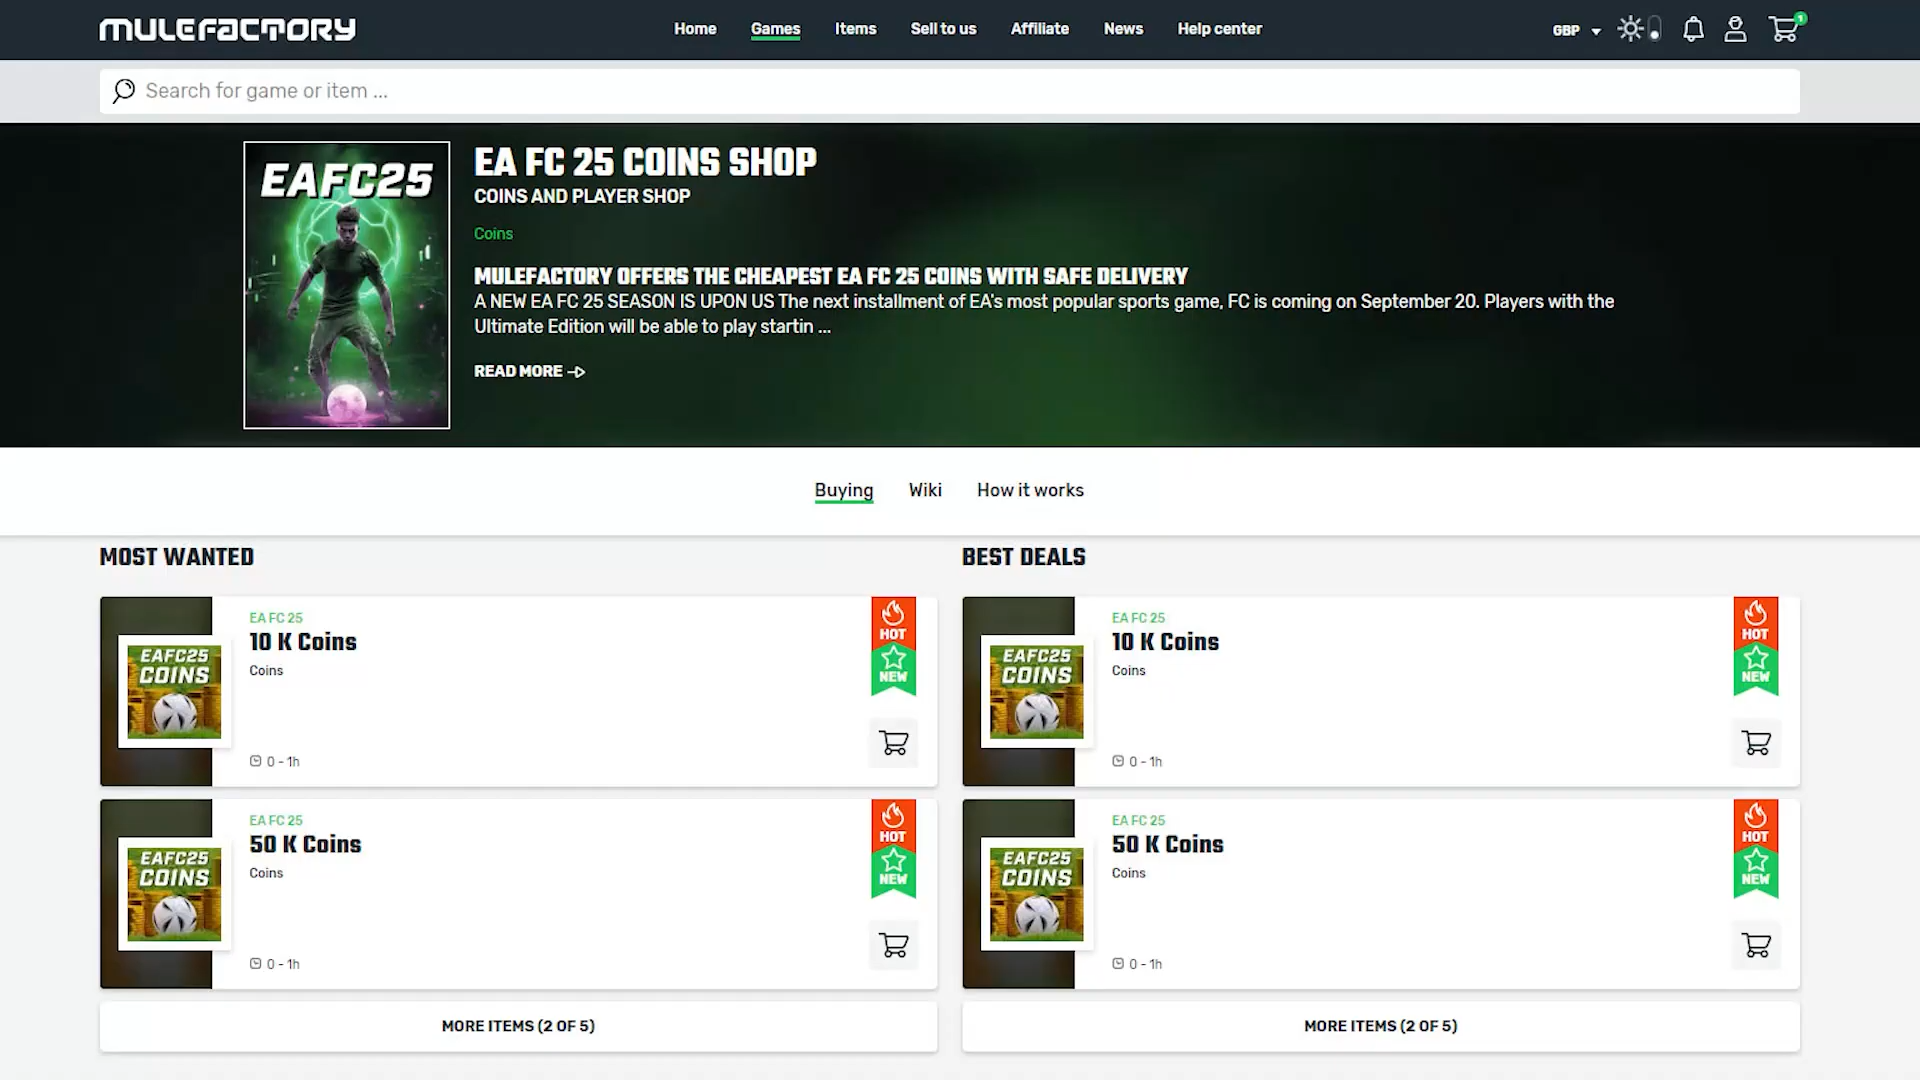 MULEFACTORY
Home Games Items Sell to us Affiliate News Help center
GBP
1
Search for game or item ...
EAFC25
EA FC 25 COINS SHOP
COINS AND PLAYER SHOP
Coins
MULEFACTORY OFFERS THE CHEAPEST EA FC 25 COINS WITH SAFE DELIVERY
A NEW EA FC 25 SEASON IS UPON US The next installment of EA's most popular sports game, FC is coming on September 20. Players with the
Ultimate Edition will be able to play startin ...
READ MORE
Buying Wiki How it works
MOST WANTED
EAFC25
COINS
EA FC 25
10 K Coins
Coins
0 - 1h
HOT
NEW
EAFC25
COINS
EA FC 25
50 K Coins
Coins
0 - 1h
HOT
NEW
MORE ITEMS (2 OF 5)
BEST DEALS
EAFC25
COINS
EA FC 25
10 K Coins
Coins
0 - 1h
HOT
NEW
EAFC25
COINS
EA FC 25
50 K Coins
Coins
0 - 1h
HOT
NEW
MORE ITEMS (2 OF 5)